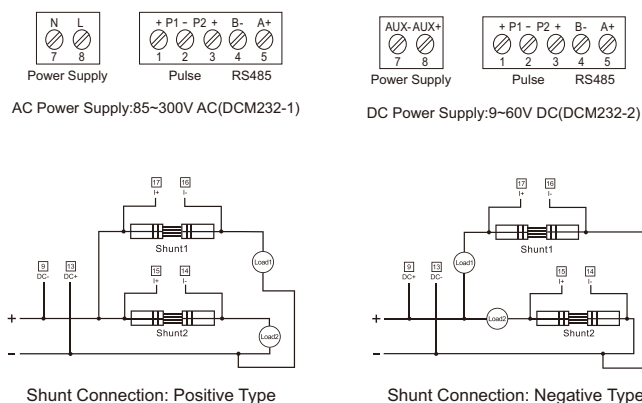 N L
7 8
Power Supply
+ P1 - P2 + B- A+
1 2 3 4 5
Pulse RS485
AC Power Supply:85~300V AC(DCM232-1)
AUX- AUX+
7 8
Power Supply
+ P1 - P2 + B- A+
1 2 3 4 5
Pulse RS485
DC Power Supply:9~60V DC(DCM232-2)
17 16
I+ I-
Shunt1
Load1
9 13
DC- DC+
15 14
I+ I-
Shunt2
Load2
+
-
Shunt Connection: Positive Type
17 16
I+ I-
Shunt1
Load1
9 13
DC+ DC-
15 14
I+ I-
Load2
Shunt2
+
-
Shunt Connection: Negative Type